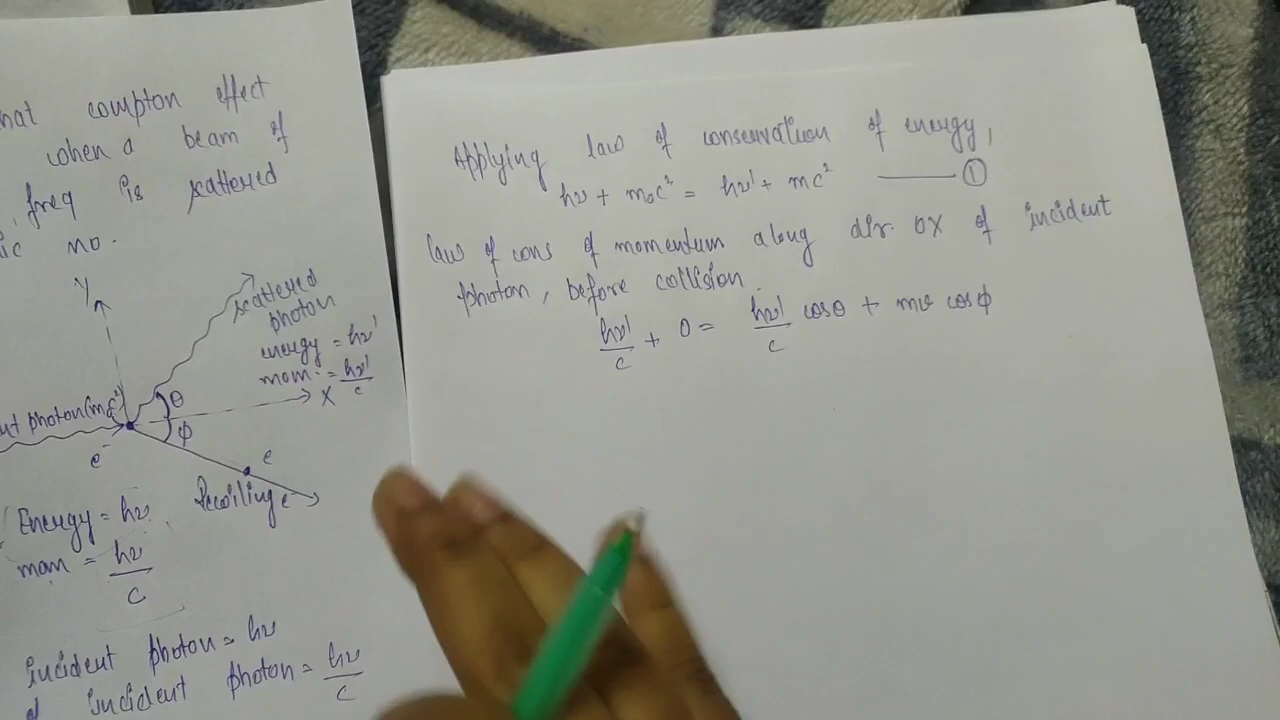 compton effect
when a beam of
freq is scattered
no.
Y
scattered
photon
energy = hν'
mom. = hν'/c
X
θ
φ
photon
e⁻
e
Recoiling e
Energy = hν
mom = hν/c
incident photon = hν
incident photon = hν/c
Applying law of conservation of energy,
hν + m₀c² = hν' + mc² ——— ①
law of cons of momentum along dir. OX of incident
photon, before collision.
hν'/c + 0 = hν'/c cosθ + mv cosφ